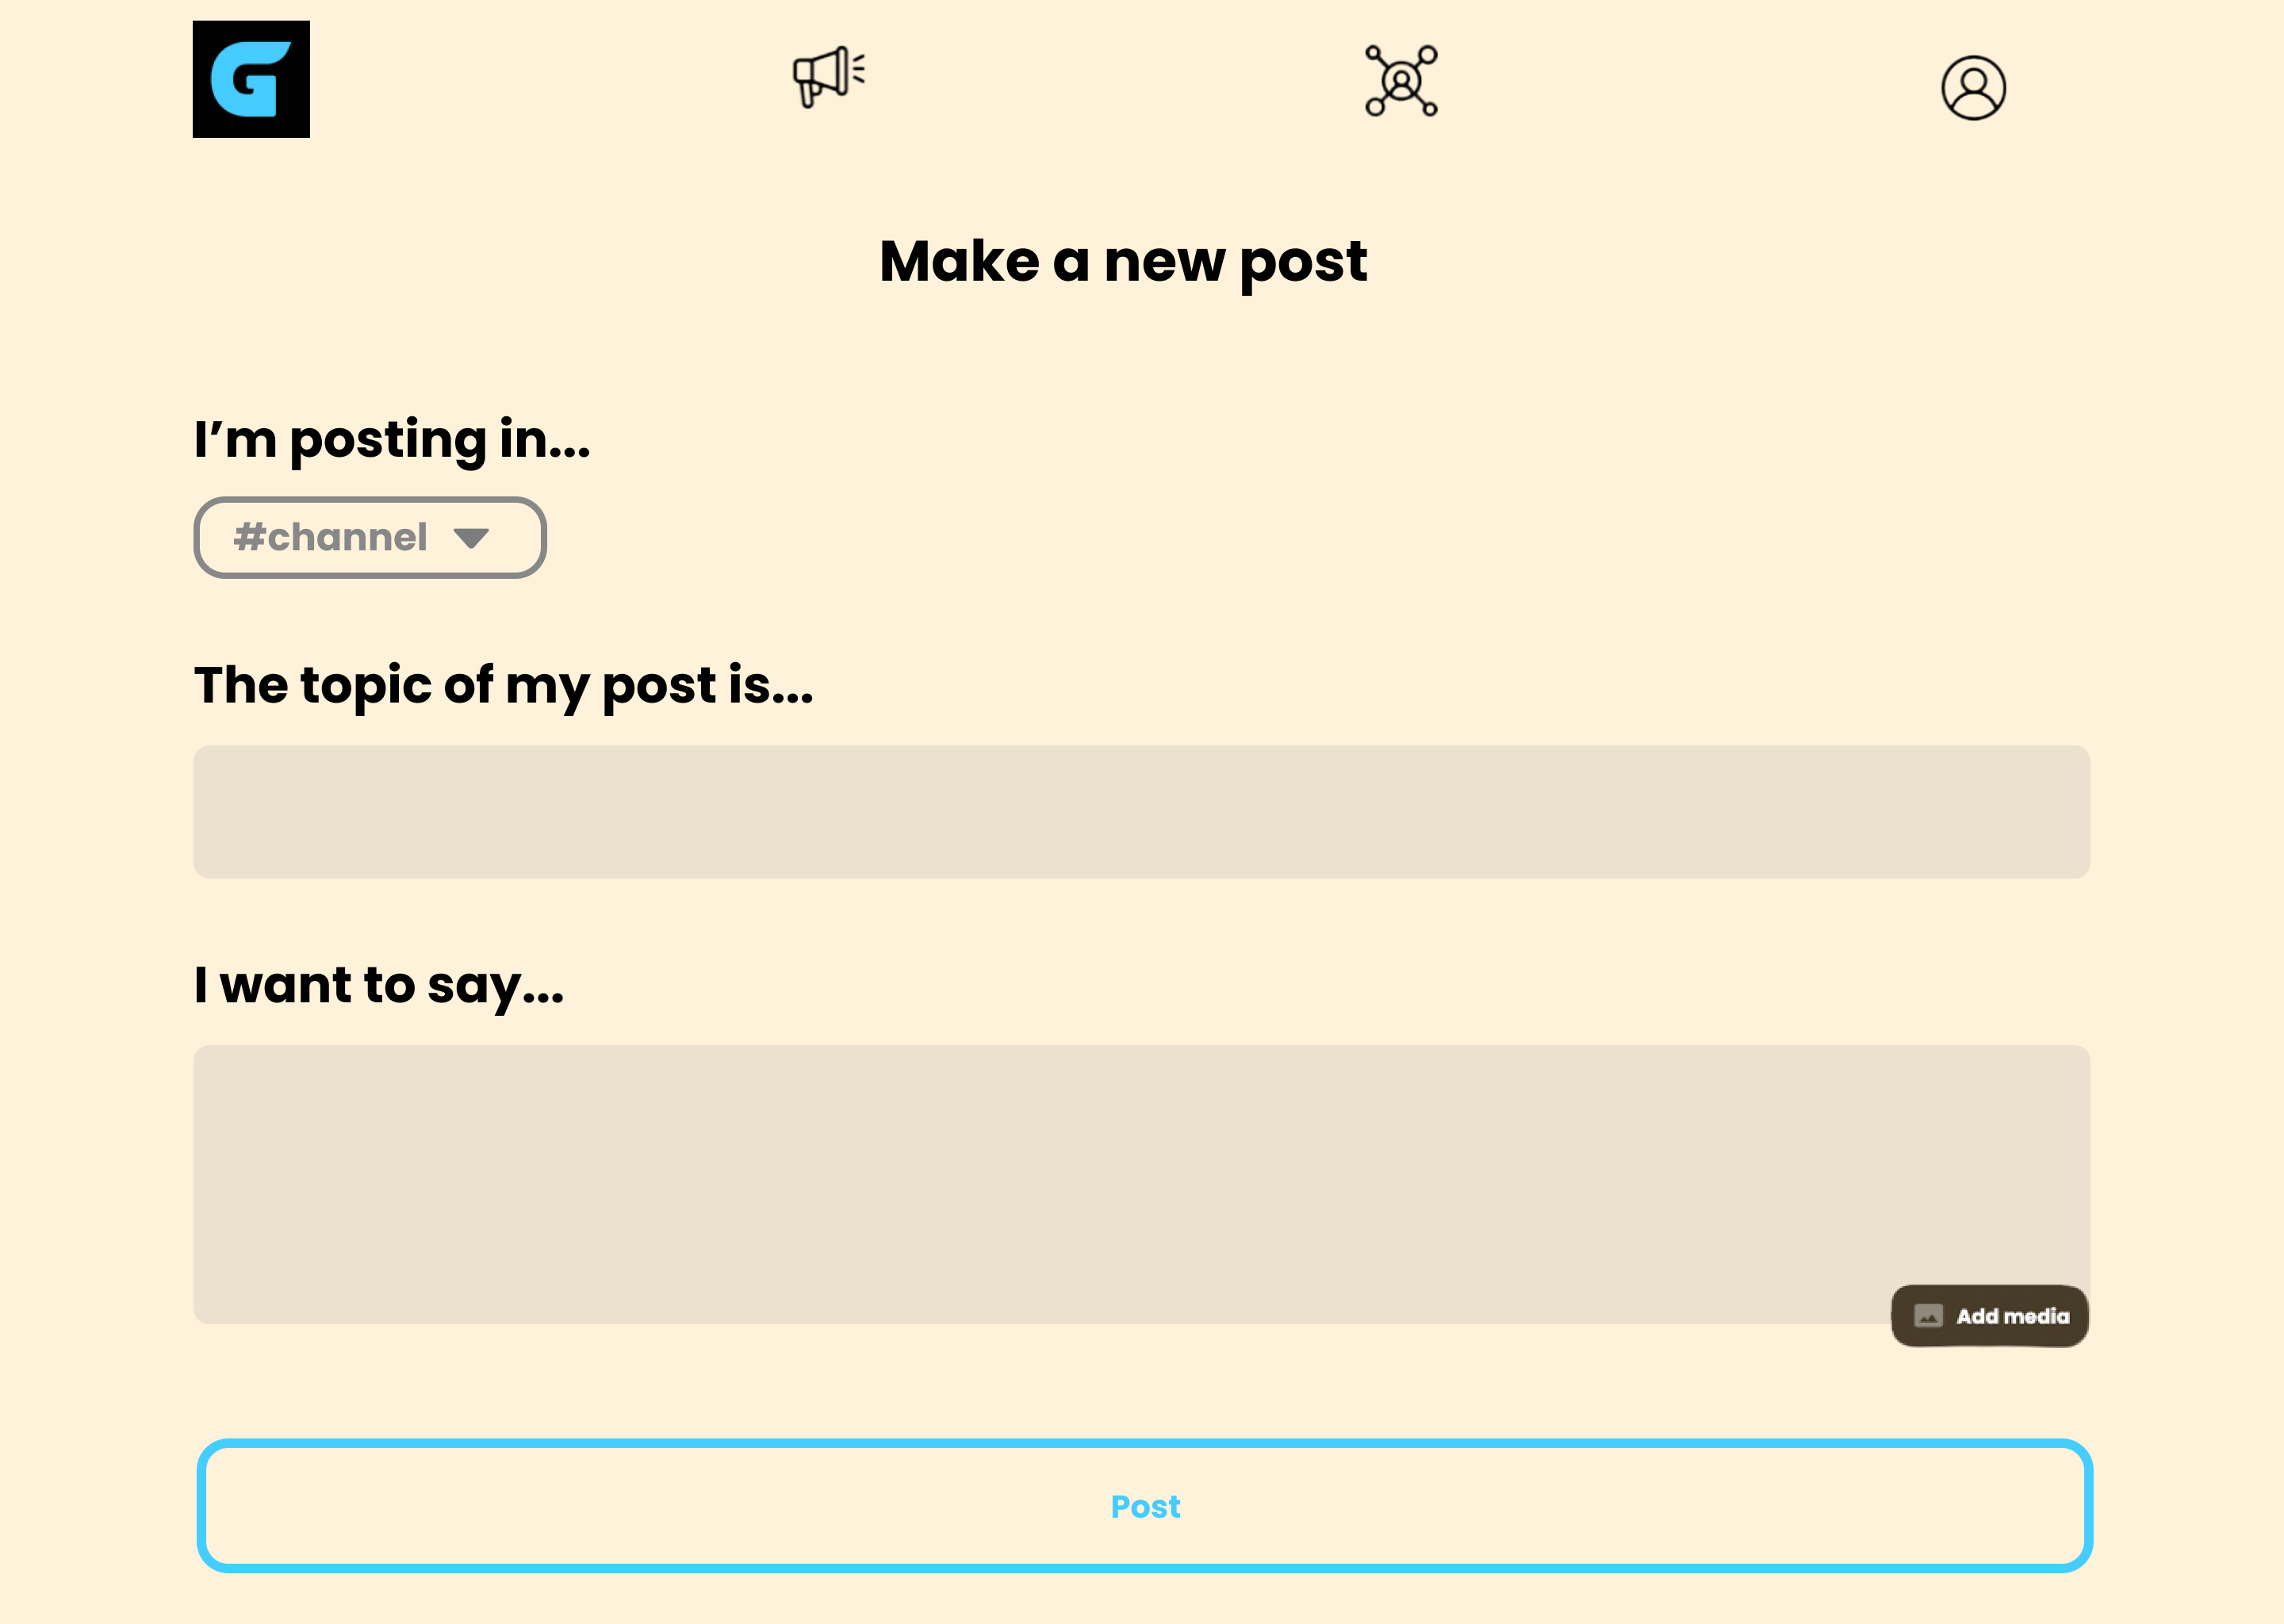 G
Make a new post
I’m posting in...
#channel
The topic of my post is...
I want to say...
Add media
Post